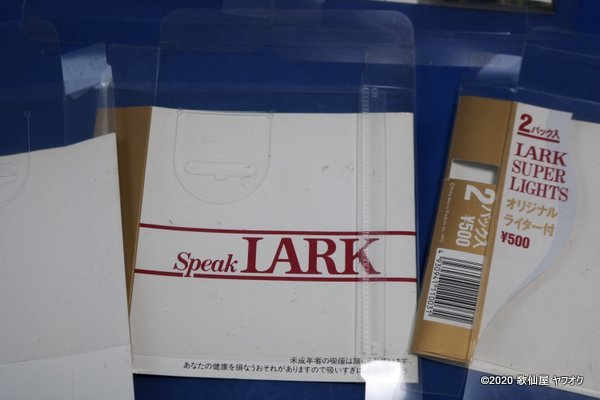 Speak LARK
未成年者の喫煙は
あなたの健康を損なうおそれがありますので吸いすぎに
2パック入
¥500
4930941110031
2パック入
LARK
SUPER
LIGHTS
オリジナル
ライター付
¥500
©2020 歌仙屋 ヤフオク